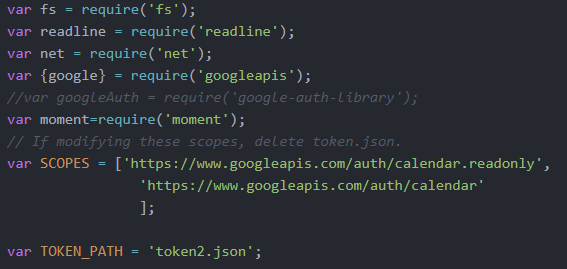 var fs = require('fs');
var readline = require('readline');
var net = require('net');
var {google} = require('googleapis');
//var googleAuth = require('google-auth-library');
var moment=require('moment');
// If modifying these scopes, delete token.json.
var SCOPES = ['https://www.googleapis.com/auth/calendar.readonly',
'https://www.googleapis.com/auth/calendar'
];
var TOKEN_PATH = 'token2.json';